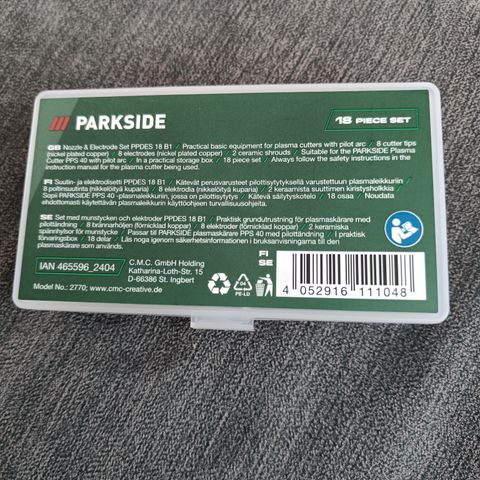 /// PARKSIDE
18 PIECE SET
GB Nozzle & Electrode Set PPDES 18 B1 / Practical basic equipment for plasma cutters with pilot arc / 8 cutter tips
(nickel plated copper) / 8 electrodes (nickel plated copper) / 2 ceramic shrouds / Suitable for the PARKSIDE Plasma
Cutter PPS 40 with pilot arc / In a practical storage box / 18 piece set / Always follow the safety instructions in the
instruction manual for the plasma cutter being used.
FI Suutin- ja elektrodisetti PPDES 18 B1 / Kätevät perusvarusteet pilottisytytyksellä varustettuun plasmaleikkuriin /
8 polttinsuutinta (nikkelöityä kuparia) / 8 elektrodia (nikkelöityä kuparia) / 2 keraamista suuttimen kiristysholkkia /
Sopii PARKSIDE PPS 40 -plasmaleikkuriin, jossa on pilottisytytys / Kätevä säilytyskotelo / 18 osaa / Noudata
ehdottomasti käytettävän plasmaleikkurin käyttöohjeen turvallisuusohjeita.
SE Set med munstycken och elektroder PPDES 18 B1 / Praktisk grundutrustning för plasmaskärare med
pilottändning / 8 brännarhöljen (förnicklad koppar) / 8 elektroder (förnicklad koppar) / 2 keramiska
spännhylsor för munstycke / Passar till PARKSIDE plasmaskärare PPS 40 med pilottändning / I praktisk
förvaringsbox / 18 delar / Läs noga igenom säkerhetsinformationen i bruksanvisningarna till den
plasmaskärare som används.
IAN 465596_2404
C.M.C. GmbH Holding
Katharina-Loth-Str. 15
D-66386 St. Ingbert
Model No.: 2770; www.cmc-creative.de
04
PE-LD
FI
SE
4 052916 111048